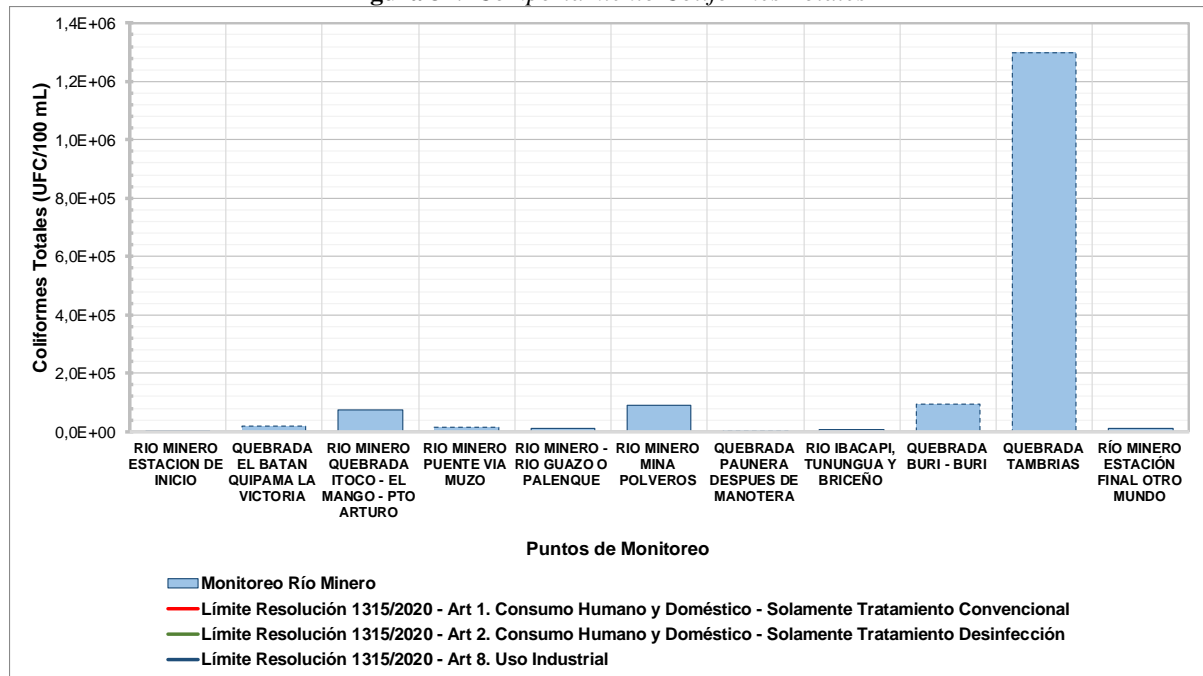 1,4E+06
1,2E+06
1,0E+06
8,0E+05
6,0E+05
4,0E+05
2,0E+05
0,0E+00
Coliformes Totales (UFC/100 mL)
RIO MINERO
ESTACION DE
INICIO
QUEBRADA
EL BATAN
QUIPAMA LA
VICTORIA
RIO MINERO
QUEBRADA
ITOCO - EL
MANGO - PTO
ARTURO
RIO MINERO
PUENTE VIA
MUZO
RIO MINERO -
RIO GUAZO O
PALENQUE
RIO MINERO
MINA
POLVEROS
QUEBRADA
PAUNERA
DESPUES DE
MANOTERA
RIO IBACAPI,
TUNUNGUA Y
BRICEÑO
QUEBRADA
BURI - BURI
QUEBRADA
TAMBRIAS
RÍO MINERO
ESTACIÓN
FINAL OTRO
MUNDO
Puntos de Monitoreo
Monitoreo Río Minero
Límite Resolución 1315/2020 - Art 1. Consumo Humano y Doméstico - Solamente Tratamiento Convencional
Límite Resolución 1315/2020 - Art 2. Consumo Humano y Doméstico - Solamente Tratamiento Desinfección
Límite Resolución 1315/2020 - Art 8. Uso Industrial